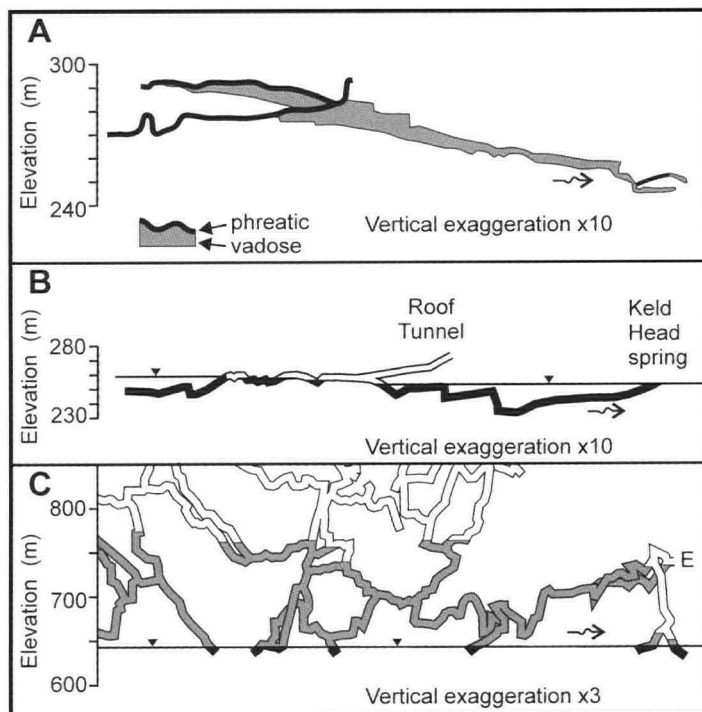 A
300
Elevation (m)
240
phreatic
vadose
Vertical exaggeration x10
B
280
Elevation (m)
230
Roof
Tunnel
Keld
Head
spring
Vertical exaggeration x10
C
800
Elevation (m)
700
600
E
Vertical exaggeration x3